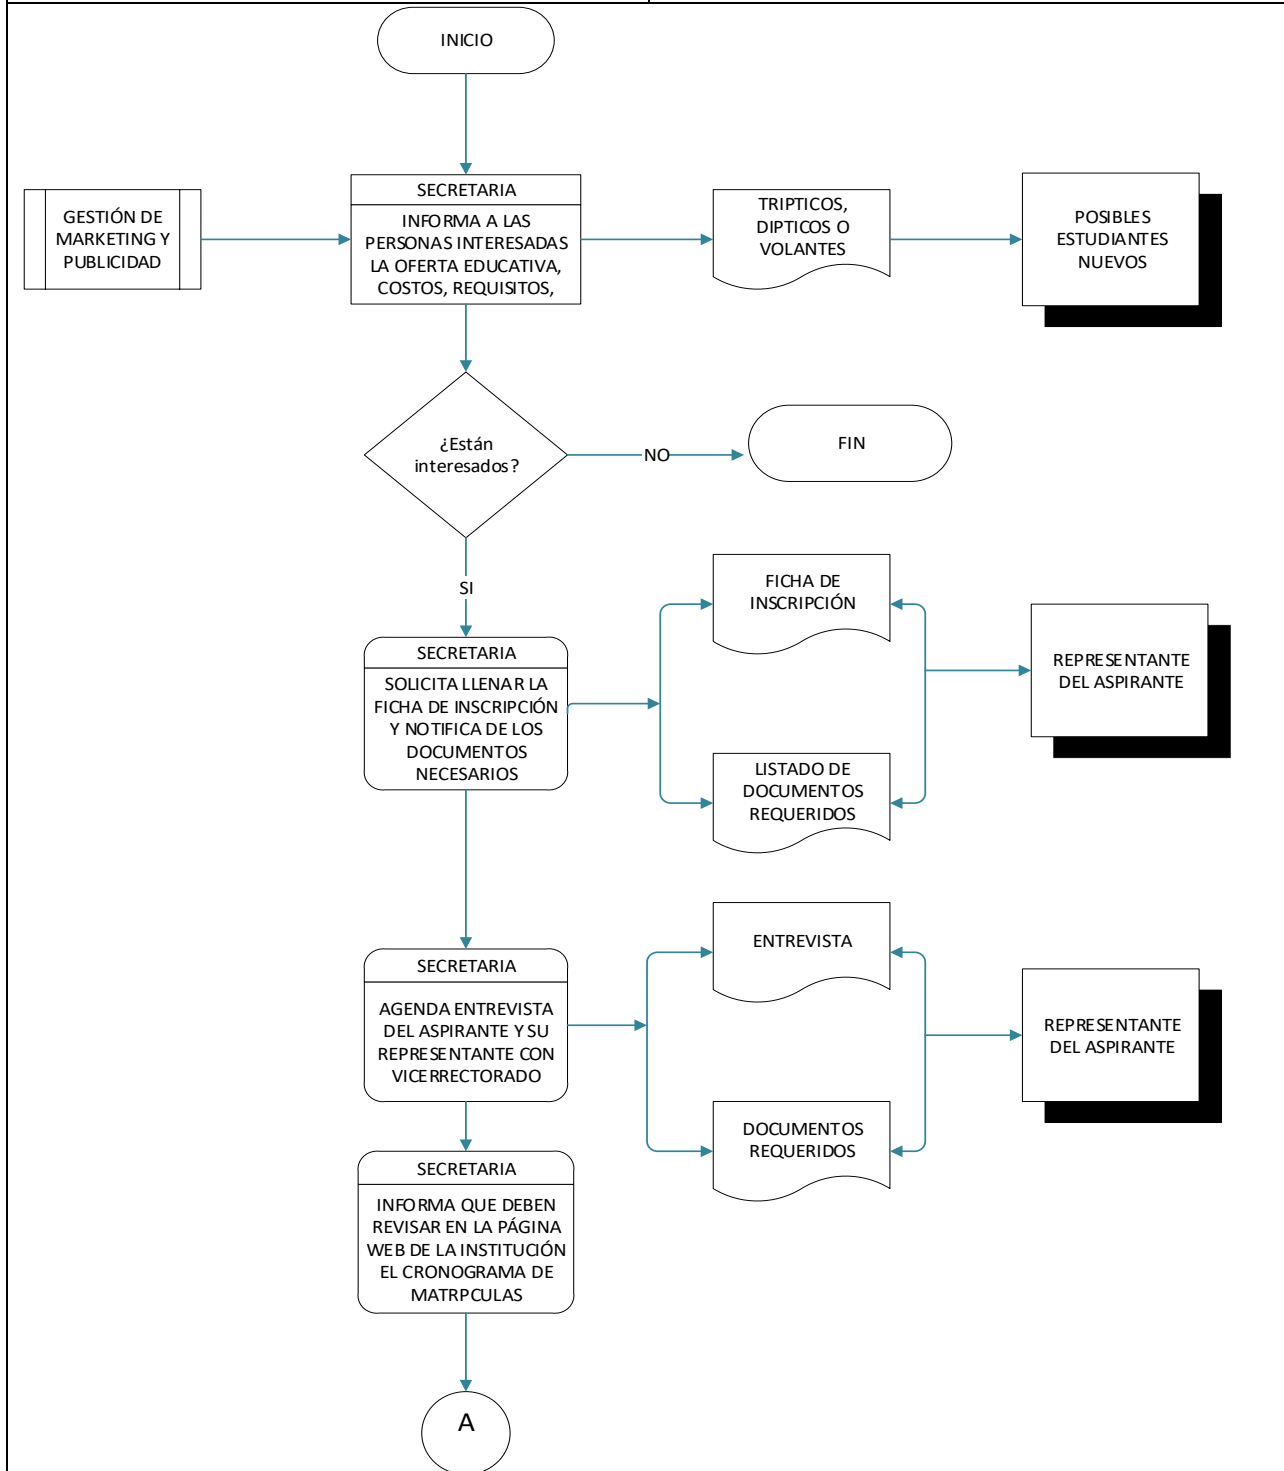 INICIO
GESTIÓN DE
MARKETING Y
PUBLICIDAD
SECRETARIA
INFORMA A LAS
PERSONAS INTERESADAS
LA OFERTA EDUCATIVA,
COSTOS, REQUISITOS,
TRIPTICOS,
DIPTICOS O
VOLANTES
POSIBLES
ESTUDIANTES
NUEVOS
¿Están
interesados?
NO
FIN
SI
SECRETARIA
SOLICITA LLENAR LA
FICHA DE INSCRIPCIÓN
Y NOTIFICA DE LOS
DOCUMENTOS
NECESARIOS
FICHA DE
INSCRIPCIÓN
LISTADO DE
DOCUMENTOS
REQUERIDOS
REPRESENTANTE
DEL ASPIRANTE
SECRETARIA
AGENDA ENTREVISTA
DEL ASPIRANTE Y SU
REPRESENTANTE CON
VICERRECTORADO
ENTREVISTA
DOCUMENTOS
REQUERIDOS
REPRESENTANTE
DEL ASPIRANTE
SECRETARIA
INFORMA QUE DEBEN
REVISAR EN LA PÁGINA
WEB DE LA INSTITUCIÓN
EL CRONOGRAMA DE
MATRPCULAS
A